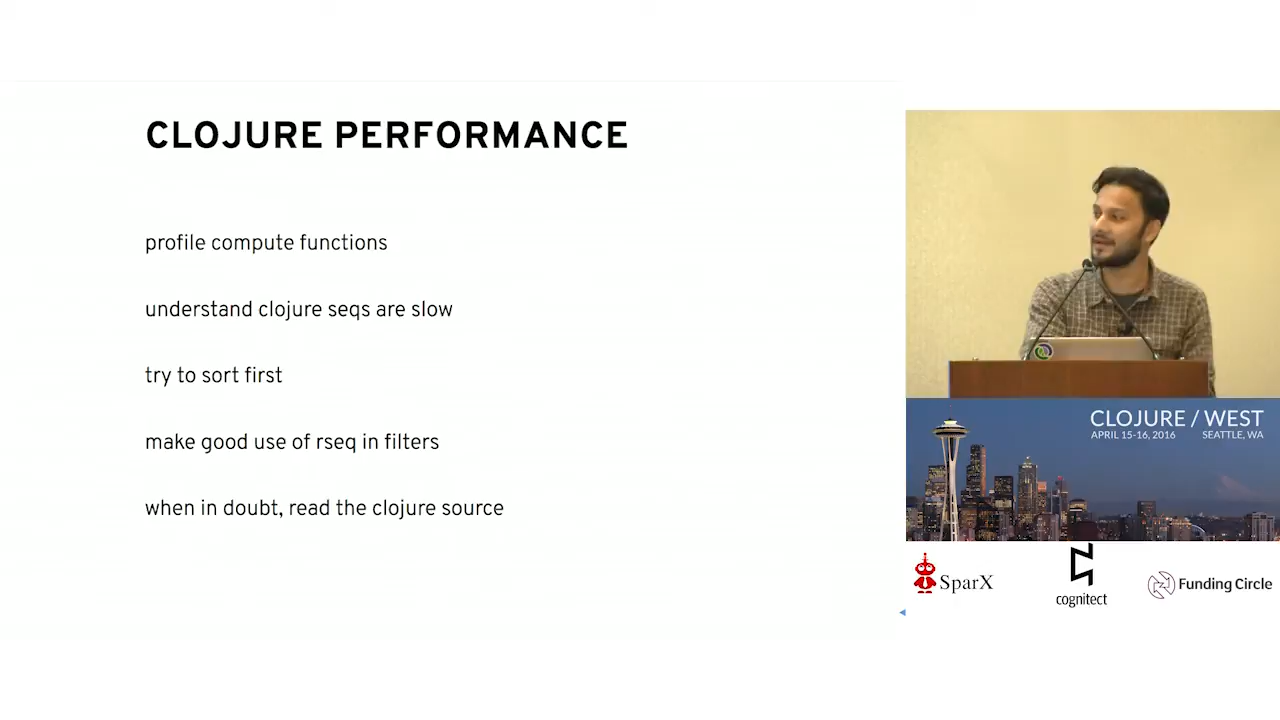 CLOJURE PERFORMANCE
profile compute functions
understand clojure seqs are slow
try to sort first
make good use of rseq in filters
when in doubt, read the clojure source
CLOJURE / WEST
APRIL 15-16, 2016 SEATTLE, WA
SparX
cognitect
Funding Circle